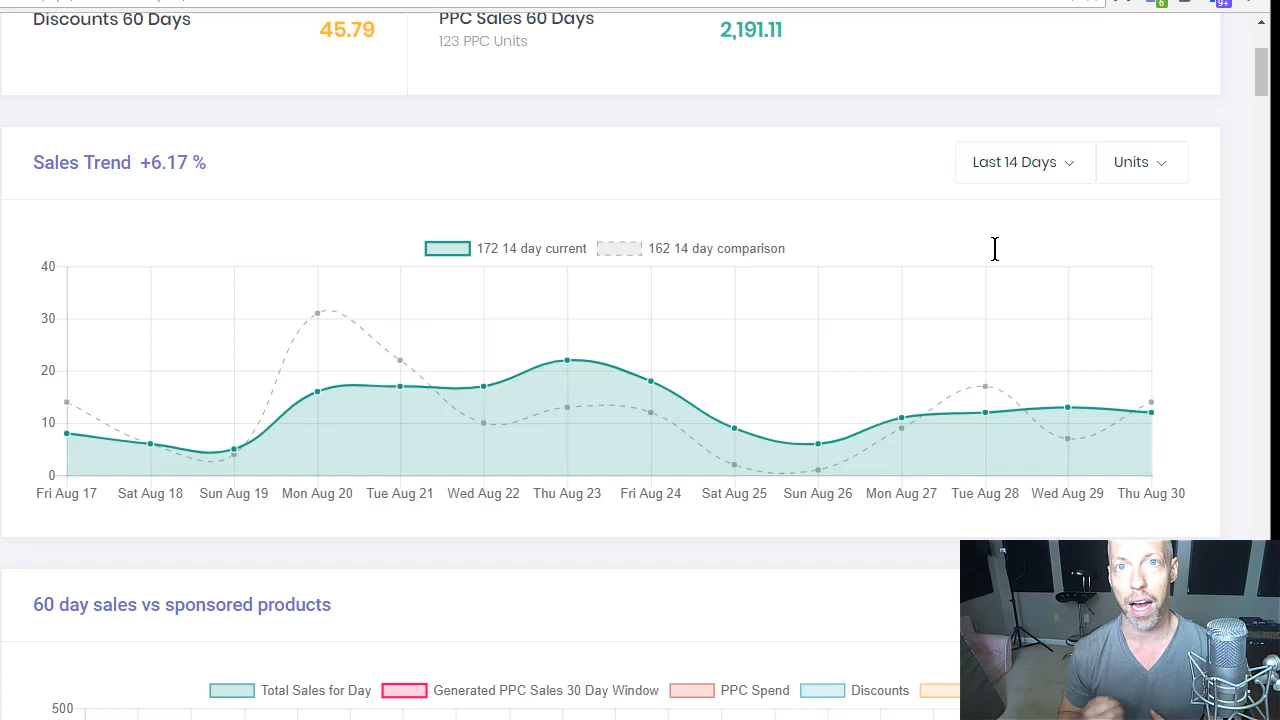 Discounts 60 Days
45.79
PPC Sales 60 Days
123 PPC Units
2,191.11
6
9+
Sales Trend +6.17 %
Last 14 Days
Units
172 14 day current
162 14 day comparison
40
30
20
10
0
Fri Aug 17 Sat Aug 18 Sun Aug 19 Mon Aug 20 Tue Aug 21 Wed Aug 22 Thu Aug 23 Fri Aug 24 Sat Aug 25 Sun Aug 26 Mon Aug 27 Tue Aug 28 Wed Aug 29 Thu Aug 30
60 day sales vs sponsored products
Total Sales for Day Generated PPC Sales 30 Day Window PPC Spend Discounts
500